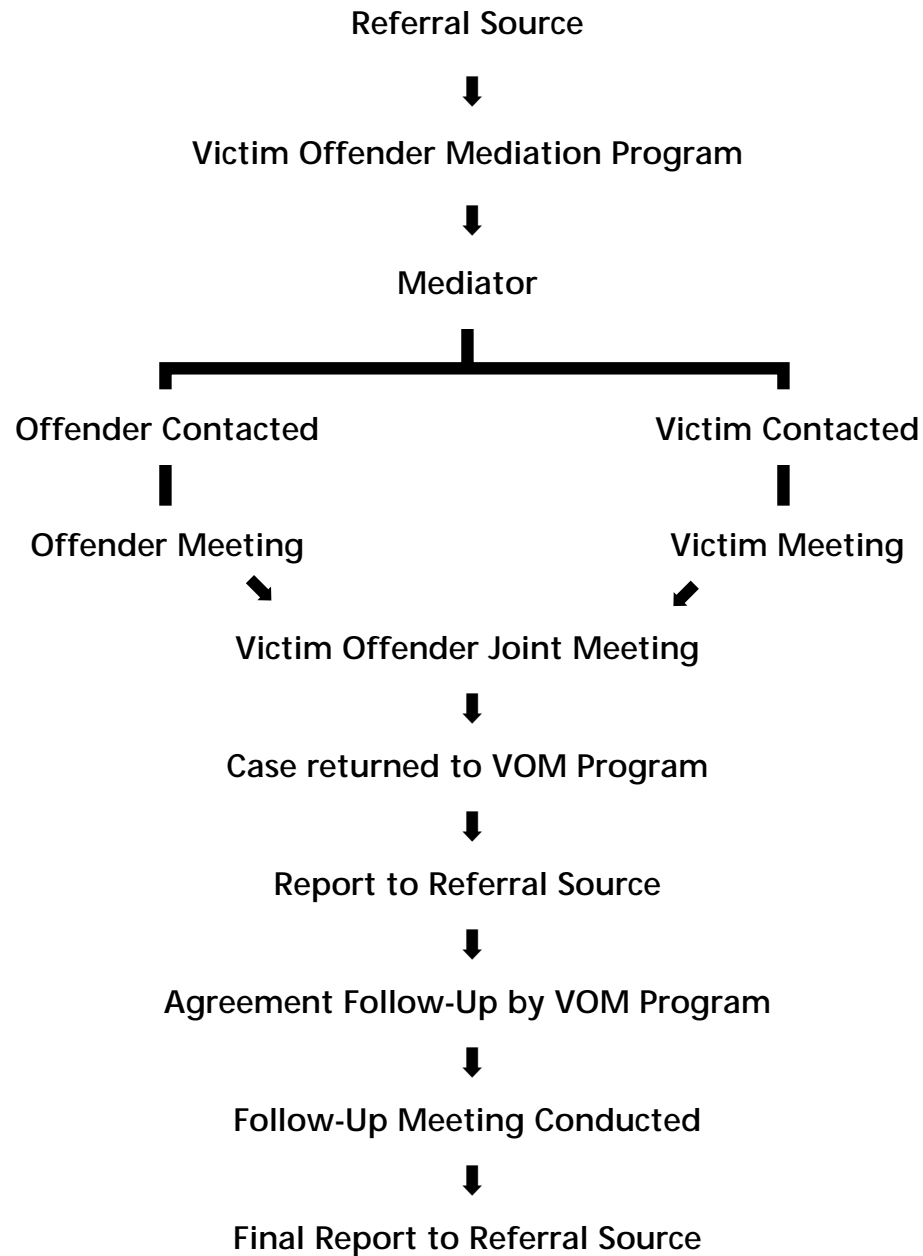 Referral Source
Victim Offender Mediation Program
Mediator
Offender Contacted
Victim Contacted
Offender Meeting
Victim Meeting
Victim Offender Joint Meeting
Case returned to VOM Program
Report to Referral Source
Agreement Follow-Up by VOM Program
Follow-Up Meeting Conducted
Final Report to Referral Source